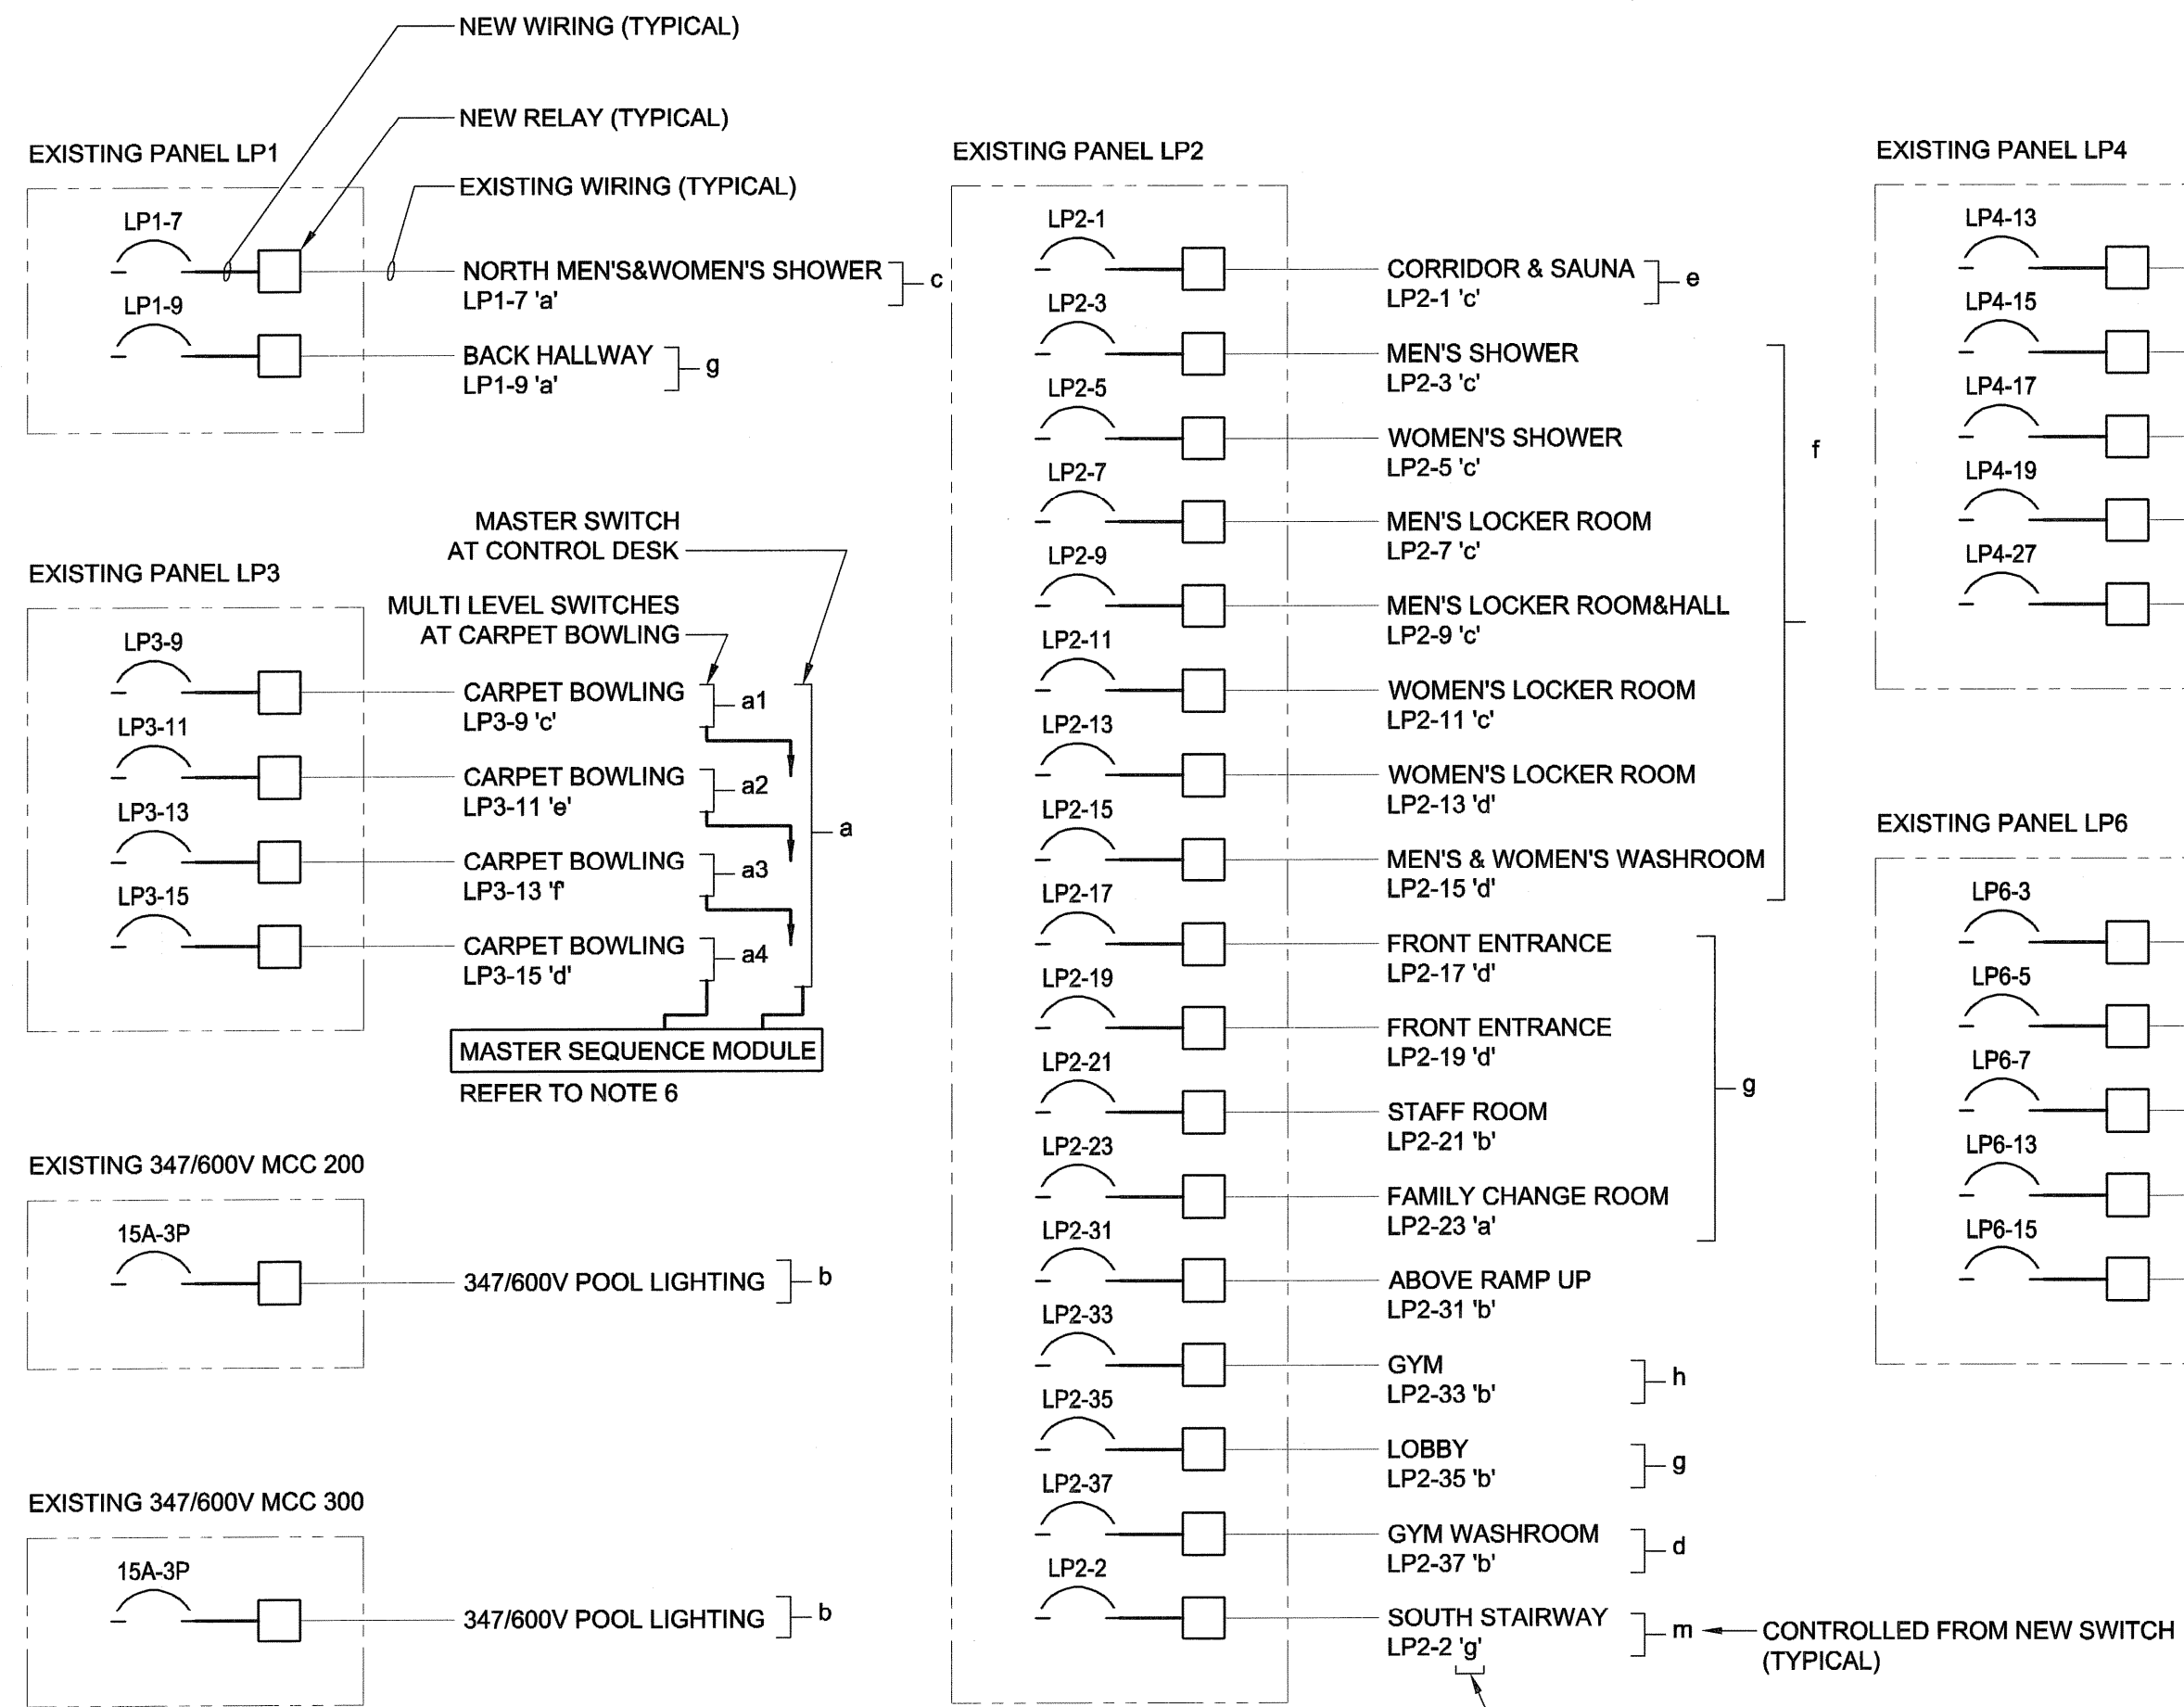 NEW WIRING (TYPICAL)
NEW RELAY (TYPICAL)
EXISTING WIRING (TYPICAL)
EXISTING PANEL LP1
LP1-7
NORTH MEN'S&WOMEN'S SHOWER
LP1-7 'a'
c
LP1-9
BACK HALLWAY
LP1-9 'a'
g
MASTER SWITCH
AT CONTROL DESK
MULTI LEVEL SWITCHES
AT CARPET BOWLING
EXISTING PANEL LP3
LP3-9
CARPET BOWLING
LP3-9 'c'
a1
LP3-11
CARPET BOWLING
LP3-11 'e'
a2
a
LP3-13
CARPET BOWLING
LP3-13 'f'
a3
LP3-15
CARPET BOWLING
LP3-15 'd'
a4
MASTER SEQUENCE MODULE
REFER TO NOTE 6
EXISTING 347/600V MCC 200
15A-3P
347/600V POOL LIGHTING
b
EXISTING 347/600V MCC 300
15A-3P
347/600V POOL LIGHTING
b
EXISTING PANEL LP2
LP2-1
CORRIDOR & SAUNA
LP2-1 'c'
e
LP2-3
MEN'S SHOWER
LP2-3 'c'
LP2-5
WOMEN'S SHOWER
LP2-5 'c'
f
LP2-7
MEN'S LOCKER ROOM
LP2-7 'c'
LP2-9
MEN'S LOCKER ROOM&HALL
LP2-9 'c'
LP2-11
WOMEN'S LOCKER ROOM
LP2-11 'c'
LP2-13
WOMEN'S LOCKER ROOM
LP2-13 'd'
LP2-15
MEN'S & WOMEN'S WASHROOM
LP2-15 'd'
LP2-17
FRONT ENTRANCE
LP2-17 'd'
LP2-19
FRONT ENTRANCE
LP2-19 'd'
g
LP2-21
STAFF ROOM
LP2-21 'b'
LP2-23
FAMILY CHANGE ROOM
LP2-23 'a'
LP2-31
ABOVE RAMP UP
LP2-31 'b'
LP2-33
GYM
LP2-33 'b'
h
LP2-35
LOBBY
LP2-35 'b'
g
LP2-37
GYM WASHROOM
LP2-37 'b'
d
LP2-2
SOUTH STAIRWAY
LP2-2 'g'
m
CONTROLLED FROM NEW SWITCH
(TYPICAL)
EXISTING PANEL LP4
LP4-13
LP4-15
LP4-17
LP4-19
LP4-27
EXISTING PANEL LP6
LP6-3
LP6-5
LP6-7
LP6-13
LP6-15